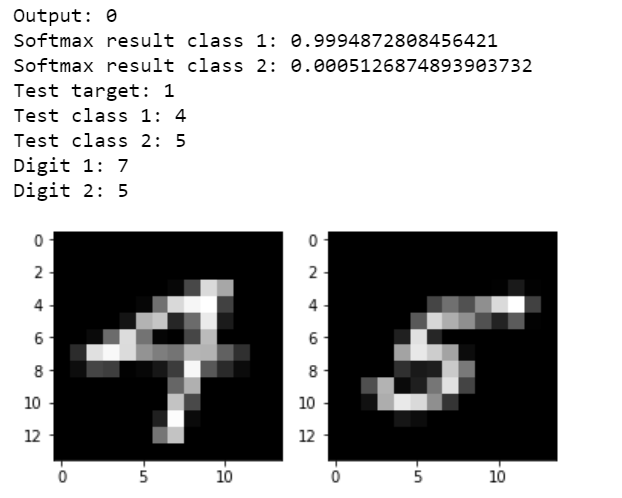 Output: 0
Softmax result class 1: 0.9994872808456421
Softmax result class 2: 0.0005126874893903732
Test target: 1
Test class 1: 4
Test class 2: 5
Digit 1: 7
Digit 2: 5
0 0
2 2
4 4
6 6
8 8
10 10
12 12
0 5 10 0 5 10
4 5